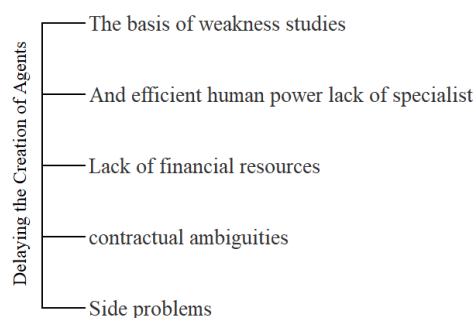 Delaying the Creation of Agents
The basis of weakness studies
And efficient human power lack of specialist
Lack of financial resources
contractual ambiguities
Side problems